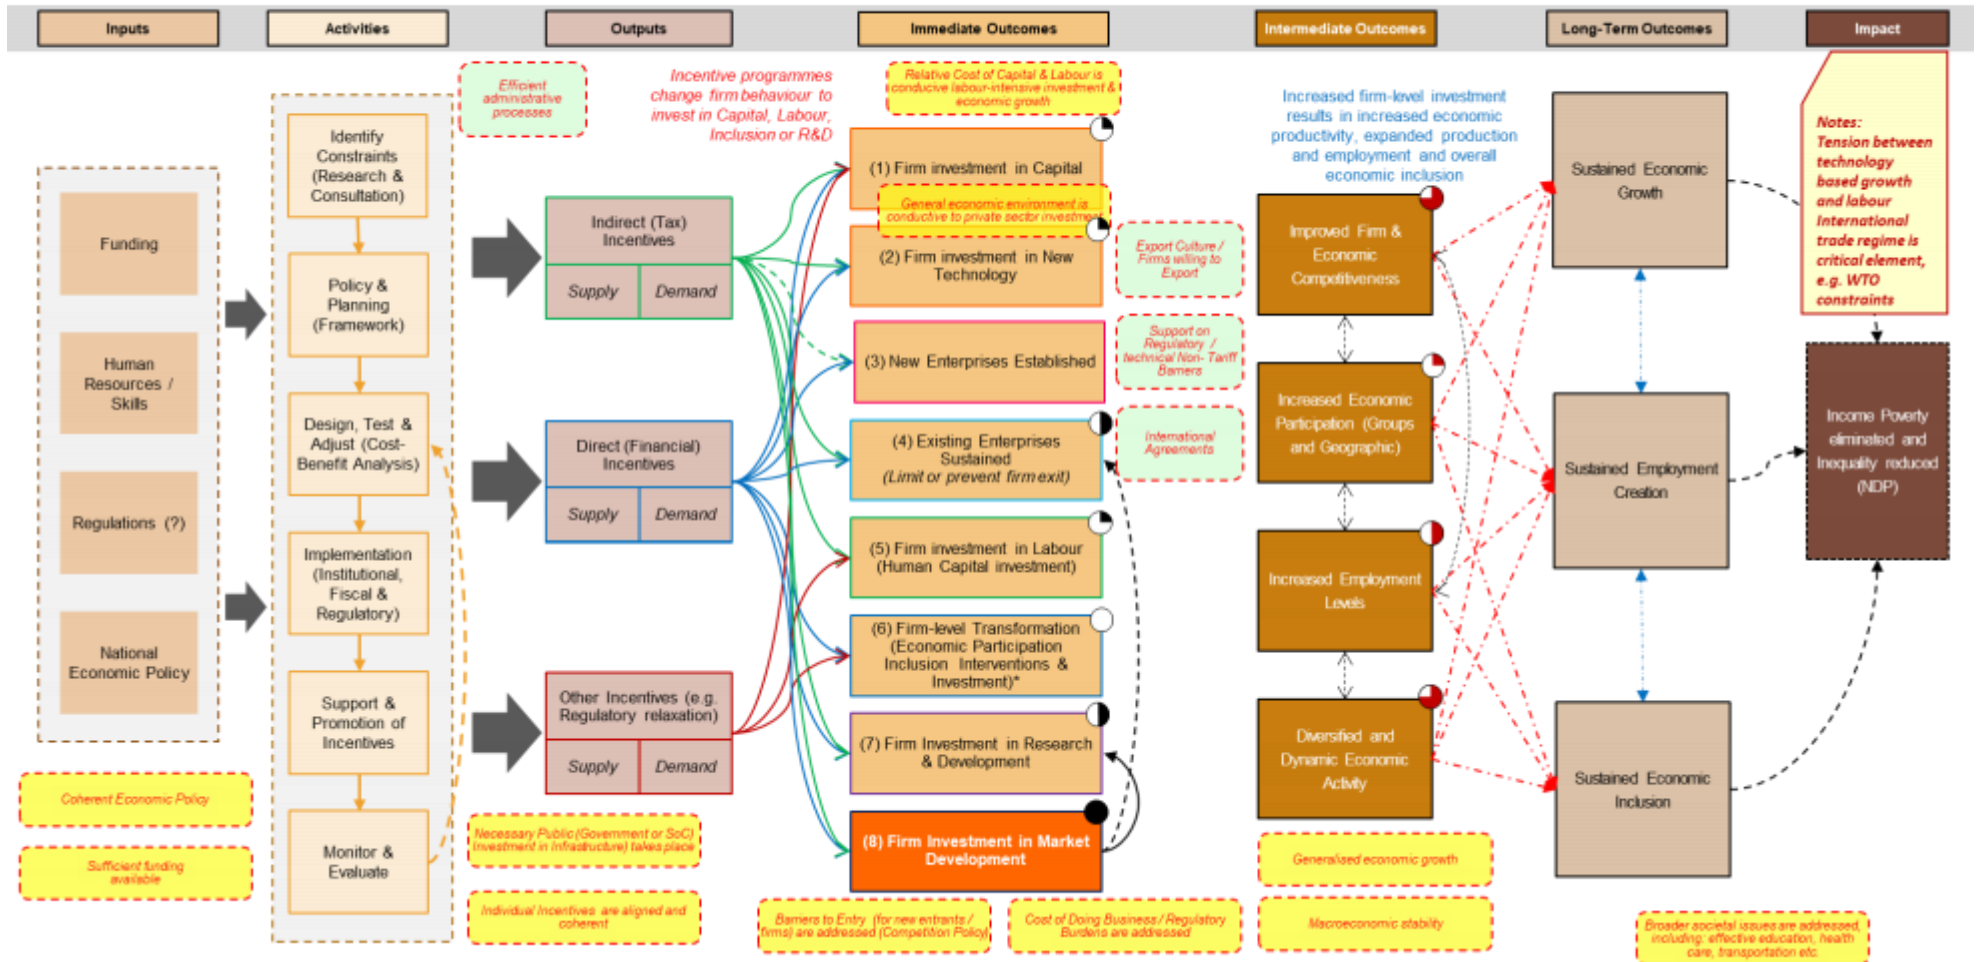 Inputs
Activities
Outputs
Immediate Outcomes
Intermediate Outcomes
Long-Term Outcomes
Impact
Funding
Human
Resources /
Skills
Regulations (?)
National
Economic Policy
Coherent Economic Policy
Sufficient funding
available
Identify
Constraints
(Research &
Consultation)
Policy &
Planning
(Framework)
Design, Test &
Adjust (Cost-
Benefit Analysis)
Implementation
(Institutional,
Fiscal &
Regulatory)
Support &
Promotion of
Incentives
Monitor &
Evaluate
Efficient
administrative
processes
Indirect (Tax)
Incentives
Supply
Demand
Direct (Financial)
Incentives
Supply
Demand
Other Incentives (e.g.
Regulatory relaxation)
Supply
Demand
Necessary Public (Government or SoC)
Investment in Infrastructure) takes place
Individual Incentives are aligned and
coherent
Incentive programmes
change firm behaviour to
invest in Capital, Labour,
Inclusion or R&D
Relative Cost of Capital & Labour is
conducive labour-intensive investment &
economic growth
(1) Firm investment in Capital
General economic environment is
conductive to private sector investment
(2) Firm investment in New
Technology
(3) New Enterprises Established
(4) Existing Enterprises
Sustained
(Limit or prevent firm exit)
(5) Firm investment in Labour
(Human Capital investment)
(6) Firm-level Transformation
(Economic Participation
Inclusion Interventions &
Investment)*
(7) Firm Investment in Research
& Development
(8) Firm Investment in Market
Development
Barriers to Entry (for new entrants /
firms) are addressed (Competition Policy)
Cost of Doing Business / Regulatory
Burdens are addressed
Export Culture /
Firms willing to
Export
Support on
Regulatory /
technical Non- Tariff
Barriers
International
Agreements
Increased firm-level investment
results in increased economic
productivity, expanded production
and employment and overall
economic inclusion
Improved Firm &
Economic
Competitiveness
Increased Economic
Participation (Groups
and Geographic)
Increased Employment
Levels
Diversified and
Dynamic Economic
Activity
Generalised economic growth
Macroeconomic stability
Sustained Economic
Growth
Sustained Employment
Creation
Sustained Economic
Inclusion
Broader societal issues are addressed,
including: effective education, health
care, transportation etc.
Notes:
Tension between
technology
based growth
and labour
International
trade regime is
critical element,
e.g. WTO
constraints
Income Poverty
eliminated and
Inequality reduced
(NDP)